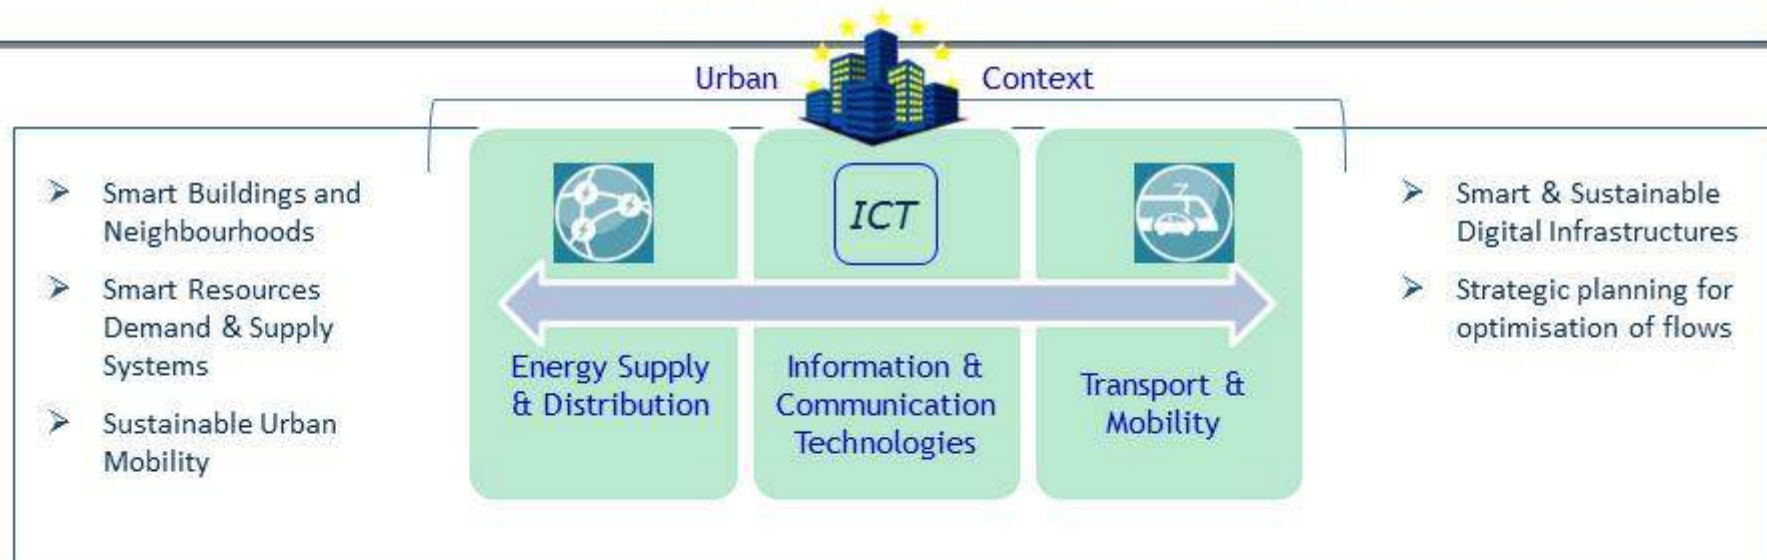 Urban Context
Smart Buildings and
Neighbourhoods
Smart Resources
Demand & Supply
Systems
Sustainable Urban
Mobility
ICT
Energy Supply
& Distribution
Information &
Communication
Technologies
Transport &
Mobility
Smart & Sustainable
Digital Infrastructures
Strategic planning for
optimisation of flows